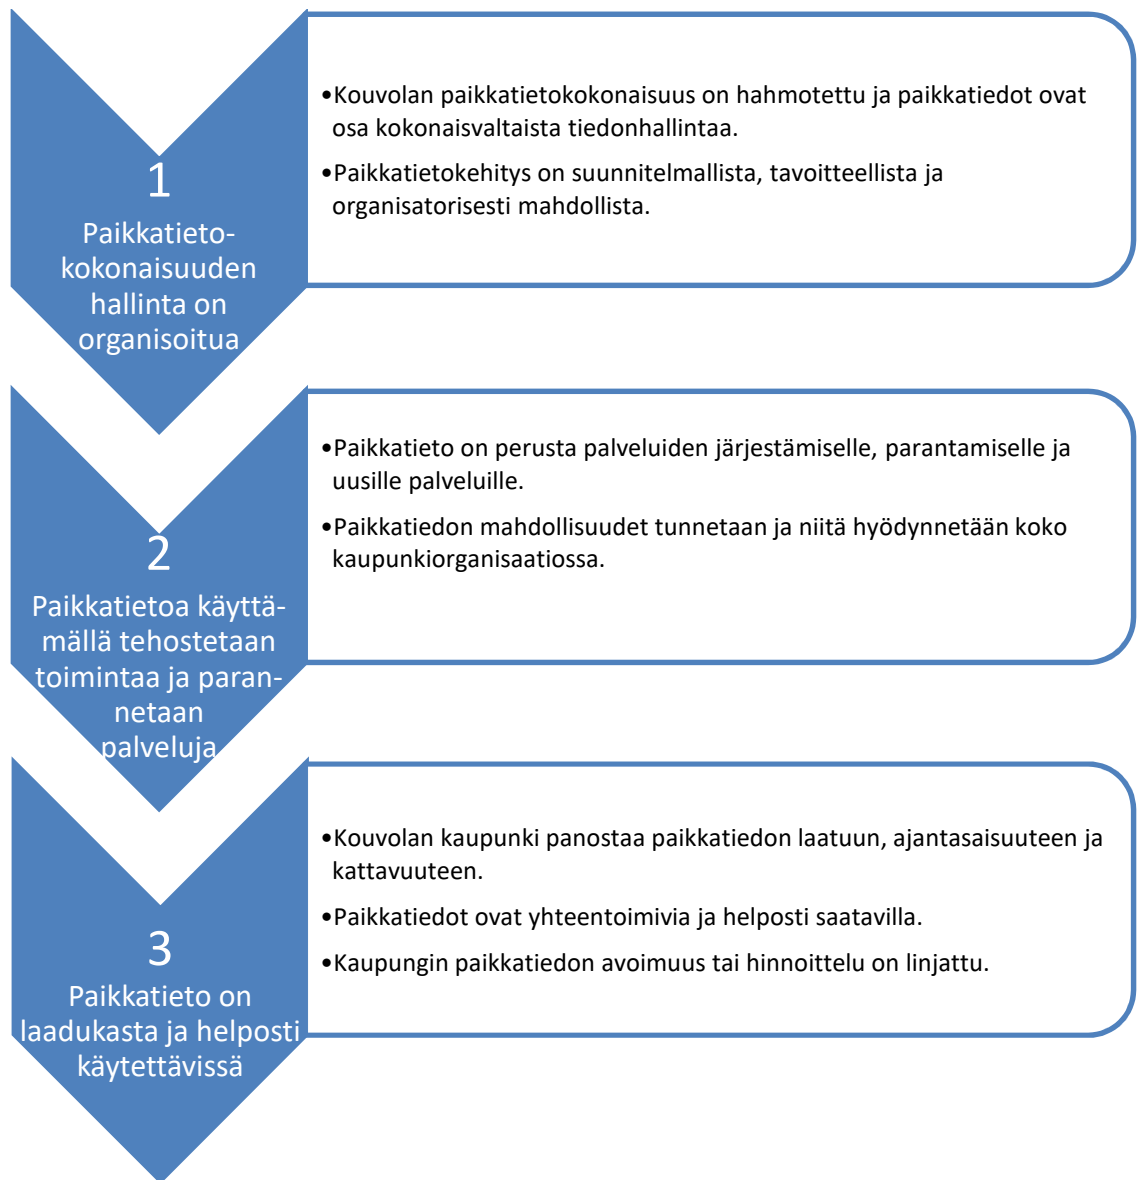 1
Paikkatieto-
kokonaisuuden
hallinta on
organisoitua
•Kouvolan paikkatietokokonaisuus on hahmotettu ja paikkatiedot ovat
osa kokonaisvaltaista tiedonhallintaa.
•Paikkatietokehitys on suunnitelmallista, tavoitteellista ja
organisatorisesti mahdollista.
2
Paikkatietoa käyttä-
mällä tehostetaan
toimintaa ja paran-
netaan
palveluja
•Paikkatieto on perusta palveluiden järjestämiselle, parantamiselle ja
uusille palveluille.
•Paikkatiedon mahdollisuudet tunnetaan ja niitä hyödynnetään koko
kaupunkiorganisaatiossa.
3
Paikkatieto on
laadukasta ja helposti
käytettävissä
•Kouvolan kaupunki panostaa paikkatiedon laatuun, ajantasaisuuteen ja
kattavuuteen.
•Paikkatiedot ovat yhteentoimivia ja helposti saatavilla.
•Kaupungin paikkatiedon avoimuus tai hinnoittelu on linjattu.